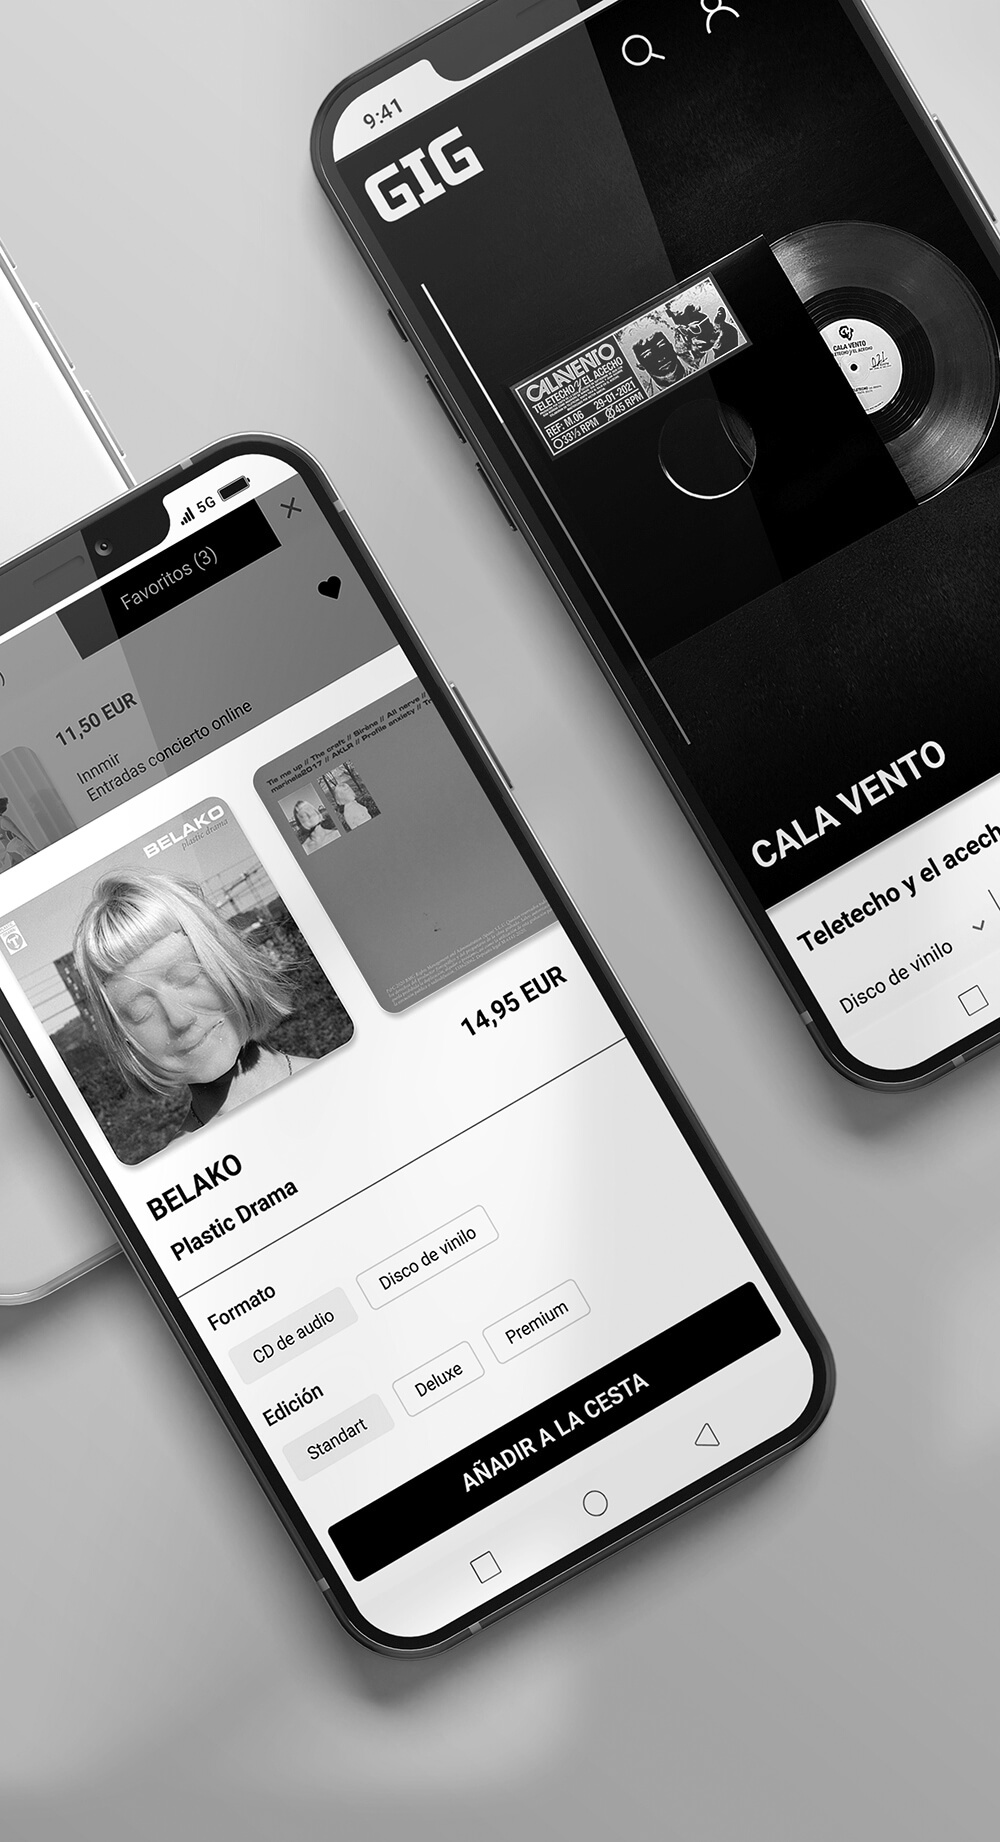 9:41
GIG
CALA VENTO
TELETECHO Y EL ACECHO
REF: M.06 29-01-2021
33⅓ RPM 45 RPM
CALA VENTO
CALA VENTO
Teletecho y el acech
Disco de vinilo
5G
Favoritos (3)
11,50 EUR
Innmir
Entradas concierto online
BELAKO
plastic drama
Tie me up // The craft // Sirène // All nerve //
marinela2017 // AKLR // Profile anxiety // Tr
14,95 EUR
BELAKO
Plastic Drama
Formato
CD de audio
Disco de vinilo
Edición
Standart
Deluxe
Premium
AÑADIR A LA CESTA